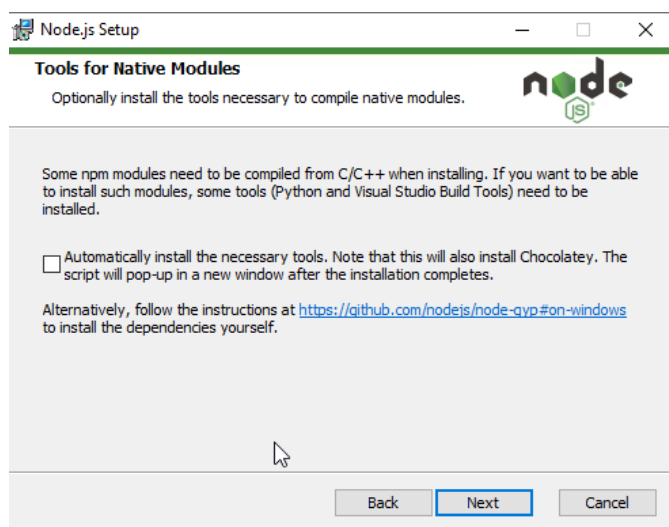 Node.js Setup
Tools for Native Modules
Optionally install the tools necessary to compile native modules.
node
JS
Some npm modules need to be compiled from C/C++ when installing. If you want to be able
to install such modules, some tools (Python and Visual Studio Build Tools) need to be
installed.
Automatically install the necessary tools. Note that this will also install Chocolatey. The
script will pop-up in a new window after the installation completes.
Alternatively, follow the instructions at https://github.com/nodejs/node-gyp#on-windows
to install the dependencies yourself.
Back Next Cancel